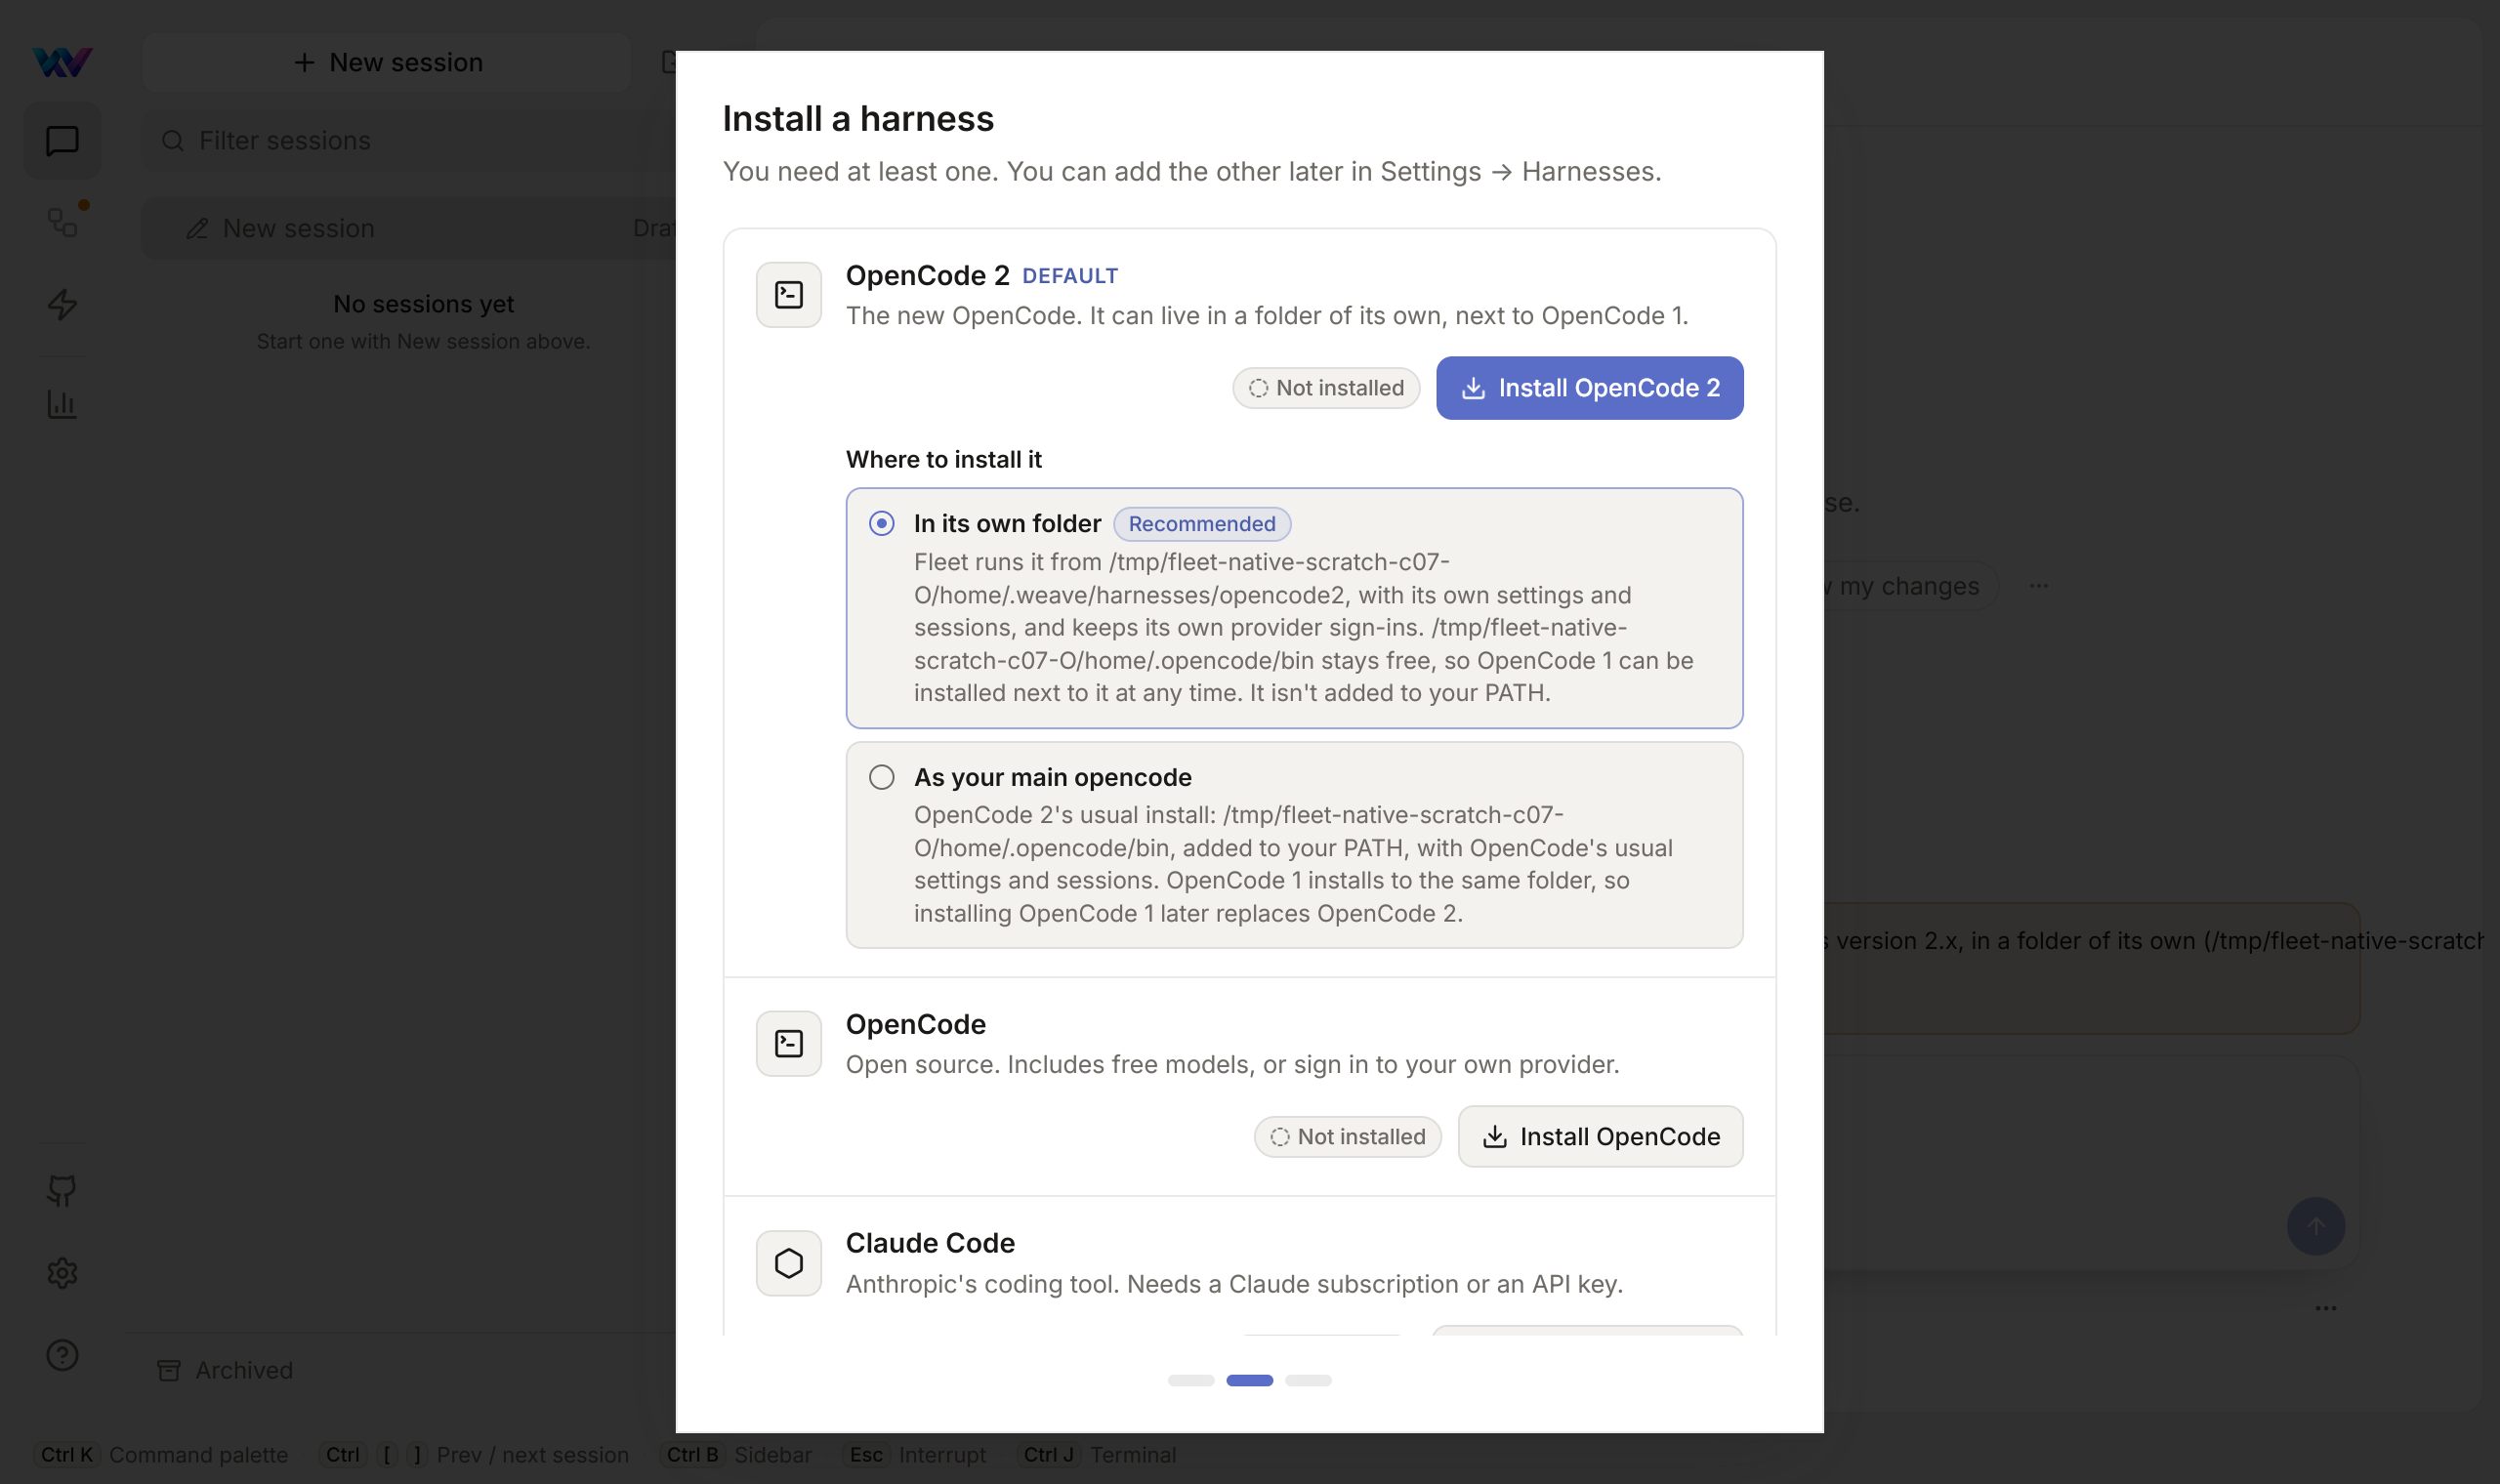 New session
Filter sessions
New session
No sessions yet
Start one with New session above.
Archived
Ctrl K Command palette Ctrl [ ] Prev / next session Ctrl B Sidebar Esc Interrupt Ctrl J Terminal
Install a harness
You need at least one. You can add the other later in Settings → Harnesses.
OpenCode 2 DEFAULT
The new OpenCode. It can live in a folder of its own, next to OpenCode 1.
Not installed
Install OpenCode 2
Where to install it
In its own folder Recommended
Fleet runs it from /tmp/fleet-native-scratch-c07-
O/home/.weave/harnesses/opencode2, with its own settings and
sessions, and keeps its own provider sign-ins. /tmp/fleet-native-
scratch-c07-O/home/.opencode/bin stays free, so OpenCode 1 can be
installed next to it at any time. It isn't added to your PATH.
As your main opencode
OpenCode 2's usual install: /tmp/fleet-native-scratch-c07-
O/home/.opencode/bin, added to your PATH, with OpenCode's usual
settings and sessions. OpenCode 1 installs to the same folder, so
installing OpenCode 1 later replaces OpenCode 2.
OpenCode
Open source. Includes free models, or sign in to your own provider.
Not installed
Install OpenCode
Claude Code
Anthropic's coding tool. Needs a Claude subscription or an API key.
my changes
version 2.x, in a folder of its own (/tmp/fleet-native-scratch